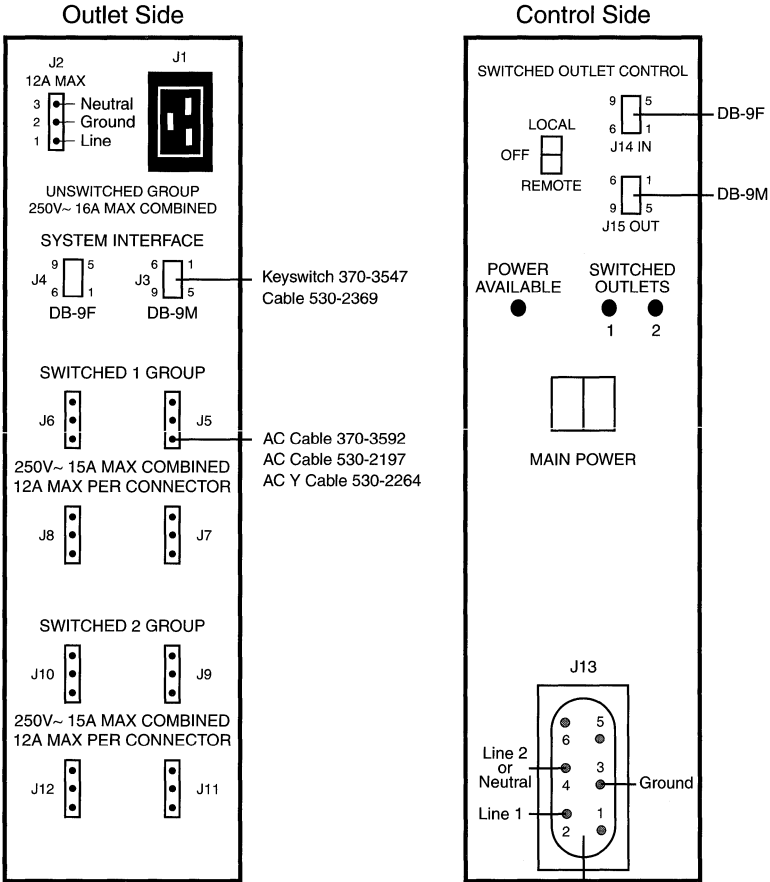 Outlet Side
J2
12A MAX
3 Neutral
2 Ground
1 Line
J1
UNSWITCHED GROUP
250V~ 16A MAX COMBINED
SYSTEM INTERFACE
9 5
J4
6 1
DB-9F
6 1
J3
9 5
DB-9M
Keyswitch 370-3547
Cable 530-2369
SWITCHED 1 GROUP
J6 J5
AC Cable 370-3592
AC Cable 530-2197
AC Y Cable 530-2264
250V~ 15A MAX COMBINED
12A MAX PER CONNECTOR
J8 J7
SWITCHED 2 GROUP
J10 J9
250V~ 15A MAX COMBINED
12A MAX PER CONNECTOR
J12 J11
Control Side
SWITCHED OUTLET CONTROL
LOCAL
OFF
REMOTE
9 5
6 1
J14 IN
DB-9F
6 1
9 5
J15 OUT
DB-9M
POWER
AVAILABLE
SWITCHED
OUTLETS
1 2
MAIN POWER
J13
5
6
3
4
1
2
Line 2
or
Neutral
Ground
Line 1